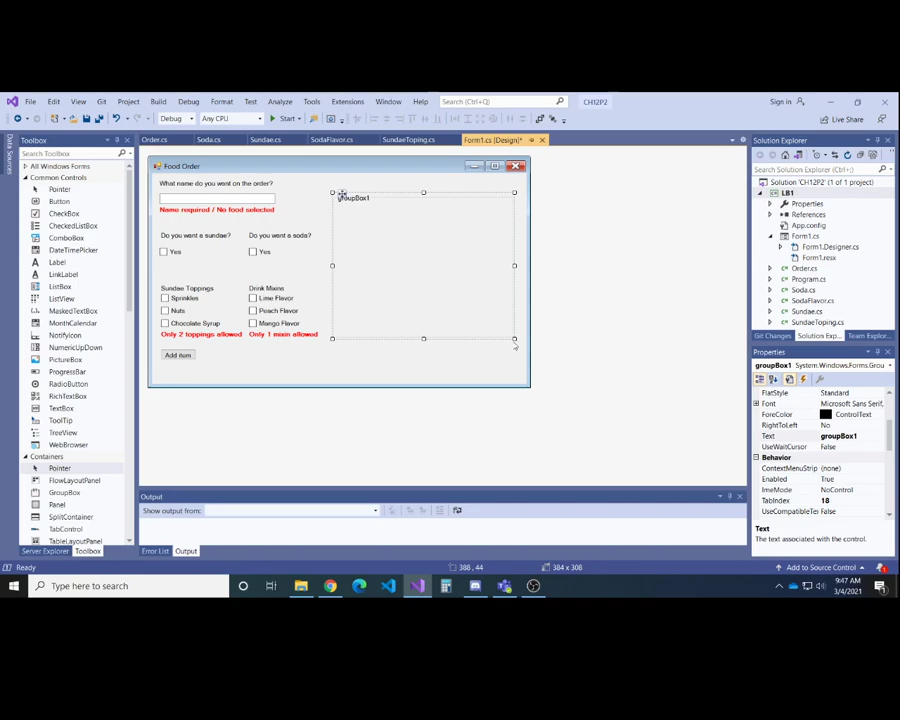 File Edit View Git Project Build Debug Format Test Analyze Tools Extensions Window Help Search (Ctrl+Q) CH12P2 Sign in
Debug Any CPU Start Live Share
Data Sources
Toolbox
Search Toolbox
All Windows Forms
Common Controls
Pointer
Button
CheckBox
CheckedListBox
ComboBox
DateTimePicker
Label
LinkLabel
ListBox
ListView
MaskedTextBox
MonthCalendar
NotifyIcon
NumericUpDown
PictureBox
ProgressBar
RadioButton
RichTextBox
TextBox
ToolTip
TreeView
WebBrowser
Containers
Pointer
FlowLayoutPanel
GroupBox
Panel
SplitContainer
TabControl
TableLayoutPanel
Server Explorer Toolbox
Order.cs Soda.cs Sundae.cs SodaFlavor.cs SundaeToping.cs Form1.cs [Design]*
Food Order
What name do you want on the order?
Name required / No food selected
groupBox1
Do you want a sundae? Do you want a soda?
Yes Yes
Sundae Toppings Drink Mixins
Sprinkles Lime Flavor
Nuts Peach Flavor
Chocolate Syrup Mango Flavor
Only 2 toppings allowed Only 1 mixin allowed
Add item
Output
Show output from:
Error List Output
Solution Explorer
Search Solution Explorer (Ctrl+;)
Solution 'CH12P2' (1 of 1 project)
LB1
Properties
References
App.config
Form1.cs
Form1.Designer.cs
Form1.resx
Order.cs
Program.cs
Soda.cs
SodaFlavor.cs
Sundae.cs
SundaeToping.cs
Git Changes Solution Exp... Team Explor...
Properties
groupBox1 System.Windows.Forms.Grou
FlatStyle Standard
Font Microsoft Sans Serif,
ForeColor ControlText
RightToLeft No
Text groupBox1
UseWaitCursor False
Behavior
ContextMenuStrip (none)
Enabled True
ImeMode NoControl
TabIndex 18
UseCompatibleTe False
Text
The text associated with the control.
Ready 388, 44 384 x 308 Add to Source Control
Type here to search
9:47 AM
3/4/2021